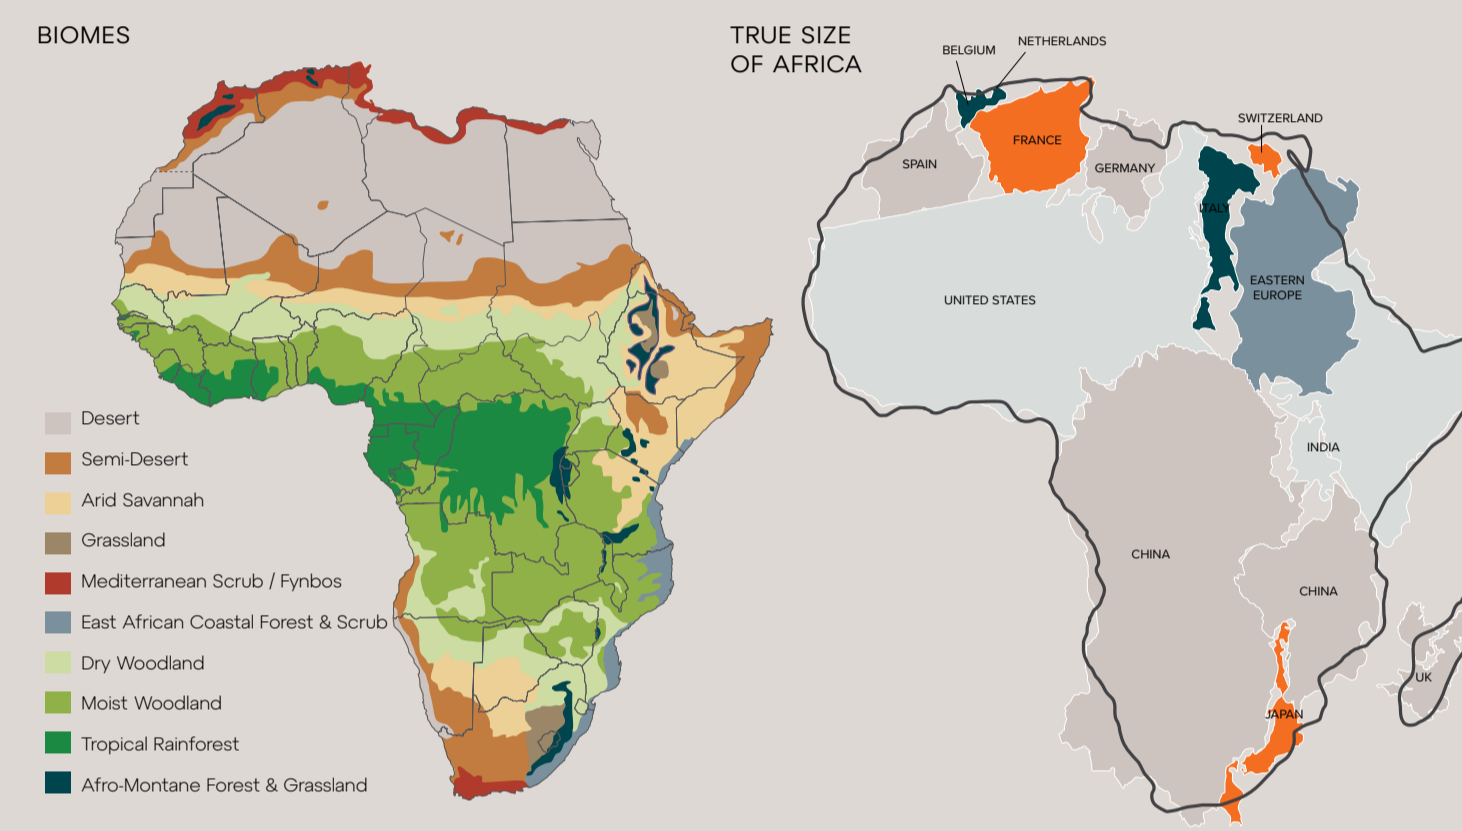 BIOMES
Desert
Semi-Desert
Arid Savannah
Grassland
Mediterranean Scrub / Fynbos
East African Coastal Forest & Scrub
Dry Woodland
Moist Woodland
Tropical Rainforest
Afro-Montane Forest & Grassland
TRUE SIZE
OF AFRICA
BELGIUM
NETHERLANDS
SWITZERLAND
FRANCE
SPAIN
GERMANY
ITALY
UNITED STATES
EASTERN
EUROPE
INDIA
CHINA
CHINA
UK
JAPAN